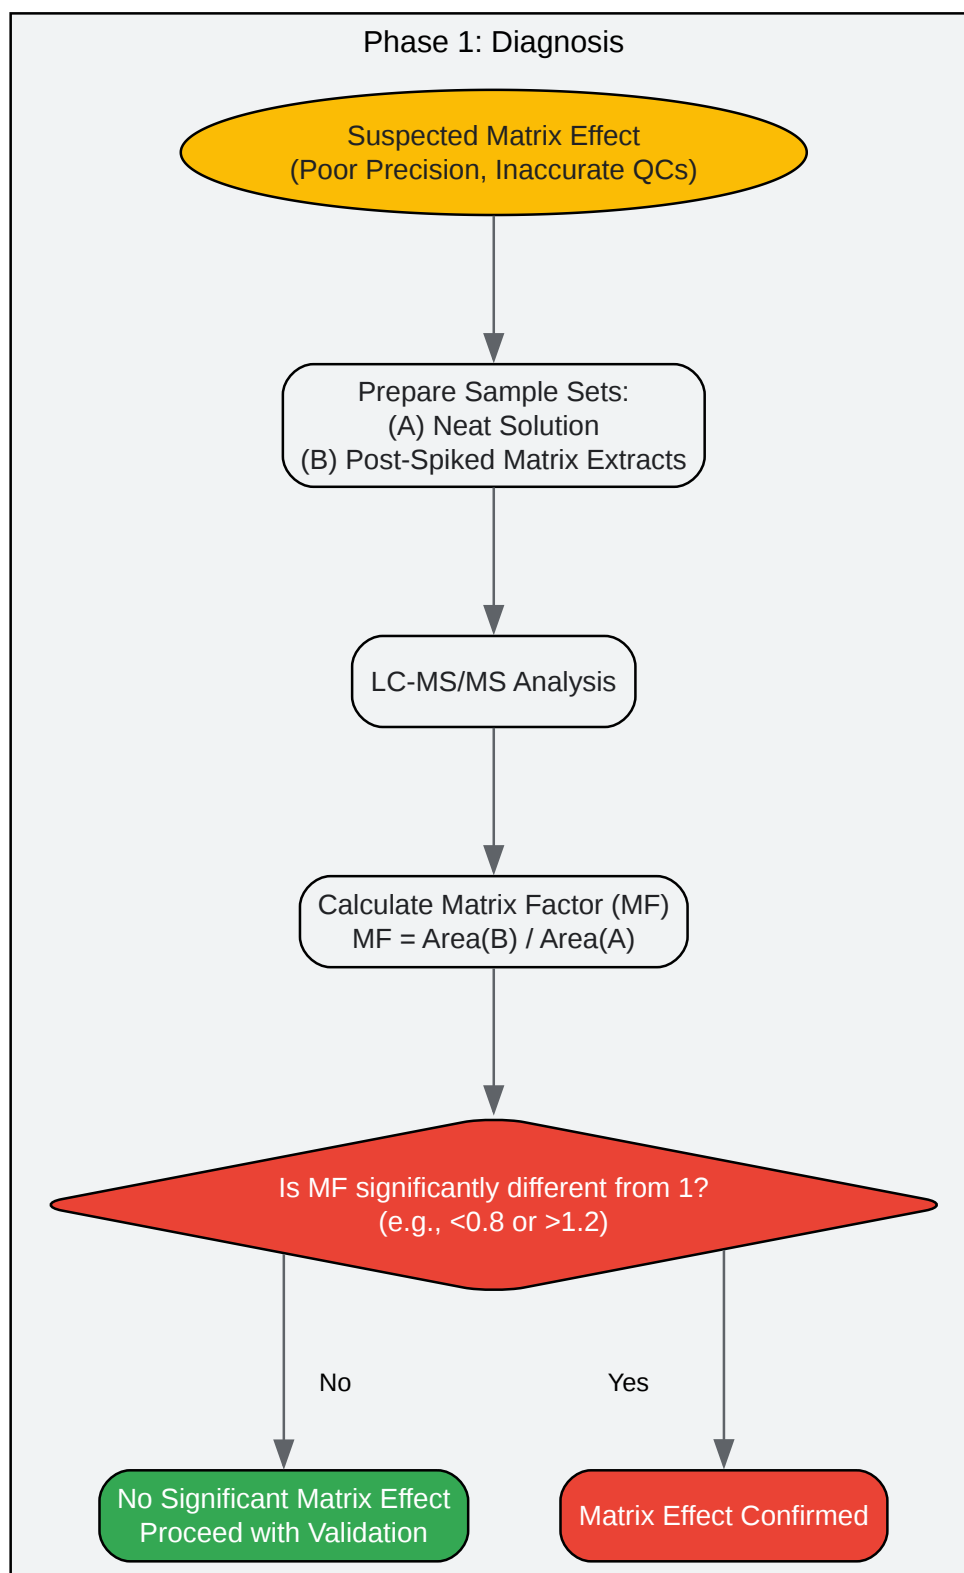 Phase 1: Diagnosis
Suspected Matrix Effect
(Poor Precision, Inaccurate QCs)
Prepare Sample Sets:
(A) Neat Solution
(B) Post-Spiked Matrix Extracts
LC-MS/MS Analysis
Calculate Matrix Factor (MF)
MF = Area(B) / Area(A)
Is MF significantly different from 1?
(e.g., <0.8 or >1.2)
No
Yes
No Significant Matrix Effect
Proceed with Validation
Matrix Effect Confirmed